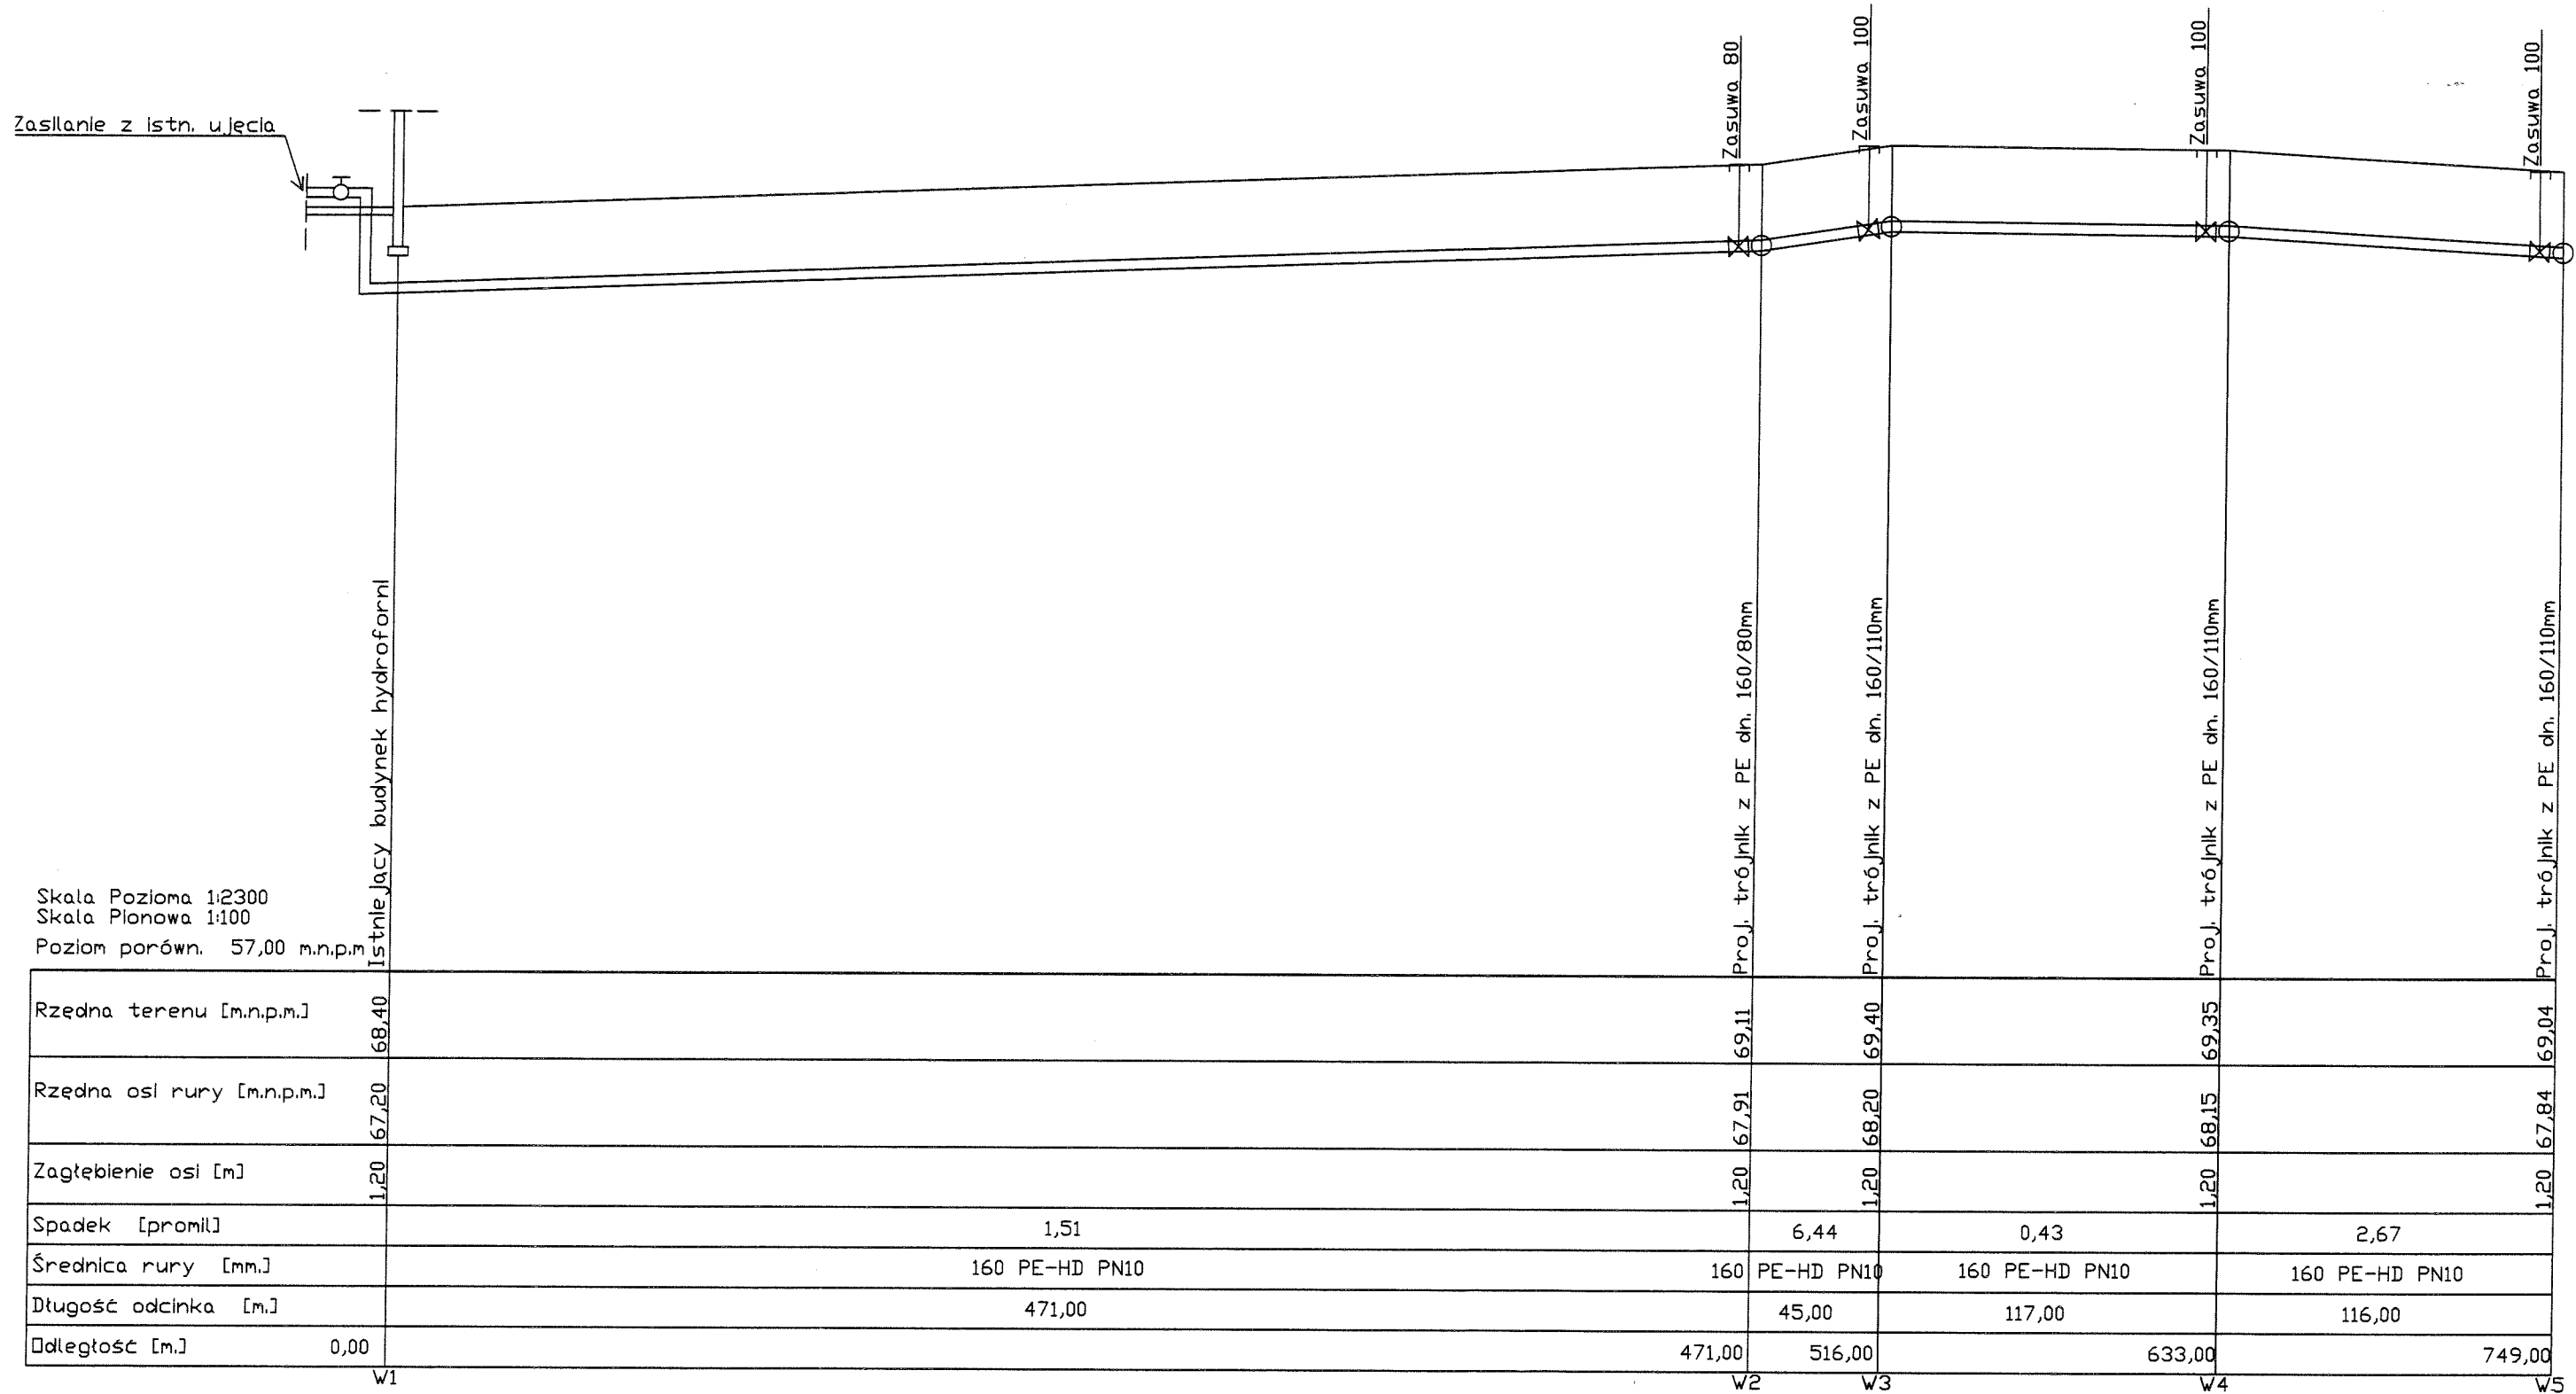 Zasilanie z istn. ujęcia
Zasuwa 80
Zasuwa 100
Zasuwa 100
Zasuwa 100
Istniejący budynek hydroforni
Proj. trójnik z PE dn. 160/80mm
Proj. trójnik z PE dn. 160/110mm
Proj. trójnik z PE dn. 160/110mm
Proj. trójnik z PE dn. 160/110mm
Skala Pozioma 1:2300
Skala Pionowa 1:100
Poziom porówn. 57,00 m.n.p.m
Rzędna terenu [m.n.p.m.] 68,40 69,11 69,40 69,35 69,04
Rzędna osi rury [m.n.p.m.] 67,20 67,91 68,20 68,15 67,84
Zagłębienie osi [m] 1,20 1,20 1,20 1,20 1,20
Spadek [promil] 1,51 6,44 0,43 2,67
Średnica rury [mm.] 160 PE-HD PN10 160 PE-HD PN10 160 PE-HD PN10 160 PE-HD PN10
Długość odcinka [m.] 471,00 45,00 117,00 116,00
Odległość [m.] 0,00 471,00 516,00 633,00 749,00
W1 W2 W3 W4 W5